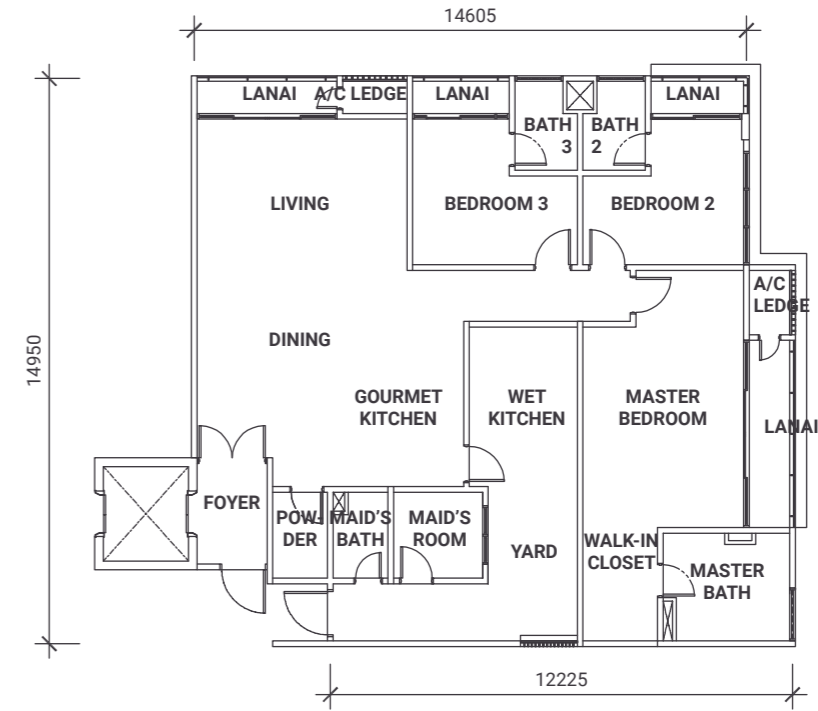 14605
LANAI
A/C LEDGE
LANAI
LANAI
BATH
3
BATH
2
LIVING
BEDROOM 3
BEDROOM 2
A/C
LEDGE
14950
DINING
GOURMET
KITCHEN
WET
KITCHEN
MASTER
BEDROOM
LANAI
FOYER
POW-
DER
MAID'S
BATH
MAID'S
ROOM
YARD
WALK-IN
CLOSET
MASTER
BATH
12225